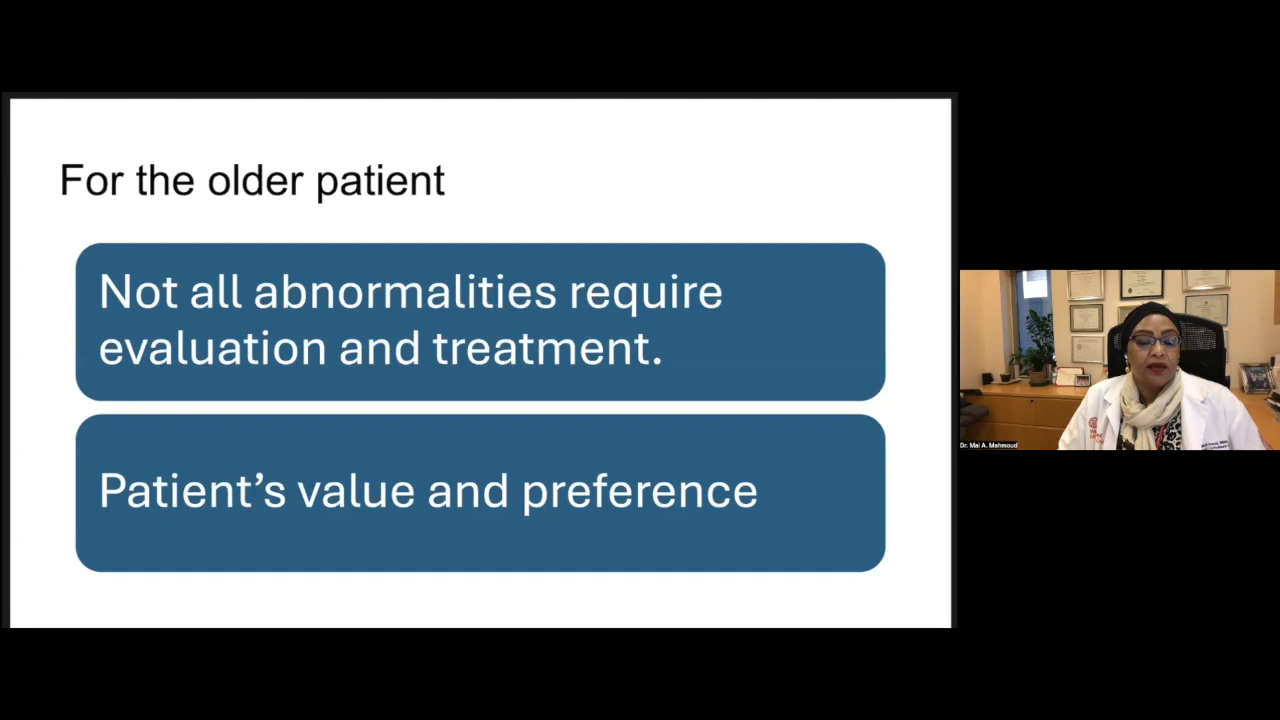 For the older patient
Not all abnormalities require
evaluation and treatment.
Patient’s value and preference
Dr. Mai A. Mahmoud